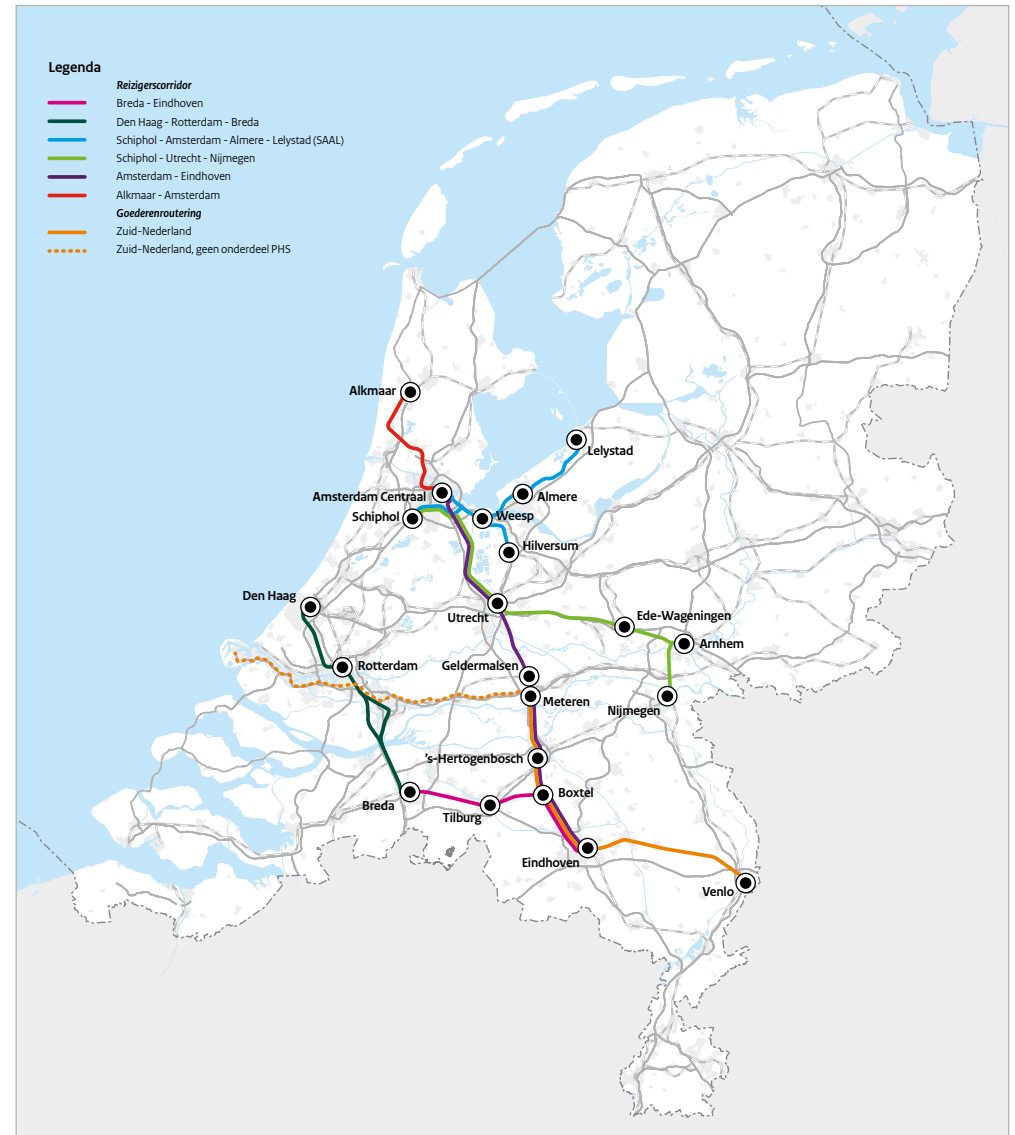 Legenda
Reizigerscorridor
Breda - Eindhoven
Den Haag - Rotterdam - Breda
Schiphol - Amsterdam - Almere - Lelystad (SAAL)
Schiphol - Utrecht - Nijmegen
Amsterdam - Eindhoven
Alkmaar - Amsterdam
Goederenroutering
Zuid-Nederland
Zuid-Nederland, geen onderdeel PHS
Alkmaar
Lelystad
Amsterdam Centraal
Almere
Schiphol
Weesp
Hilversum
Den Haag
Utrecht
Ede-Wageningen
Arnhem
Rotterdam
Geldermalsen
Meteren
Nijmegen
's-Hertogenbosch
Boxtel
Breda
Tilburg
Eindhoven
Venlo